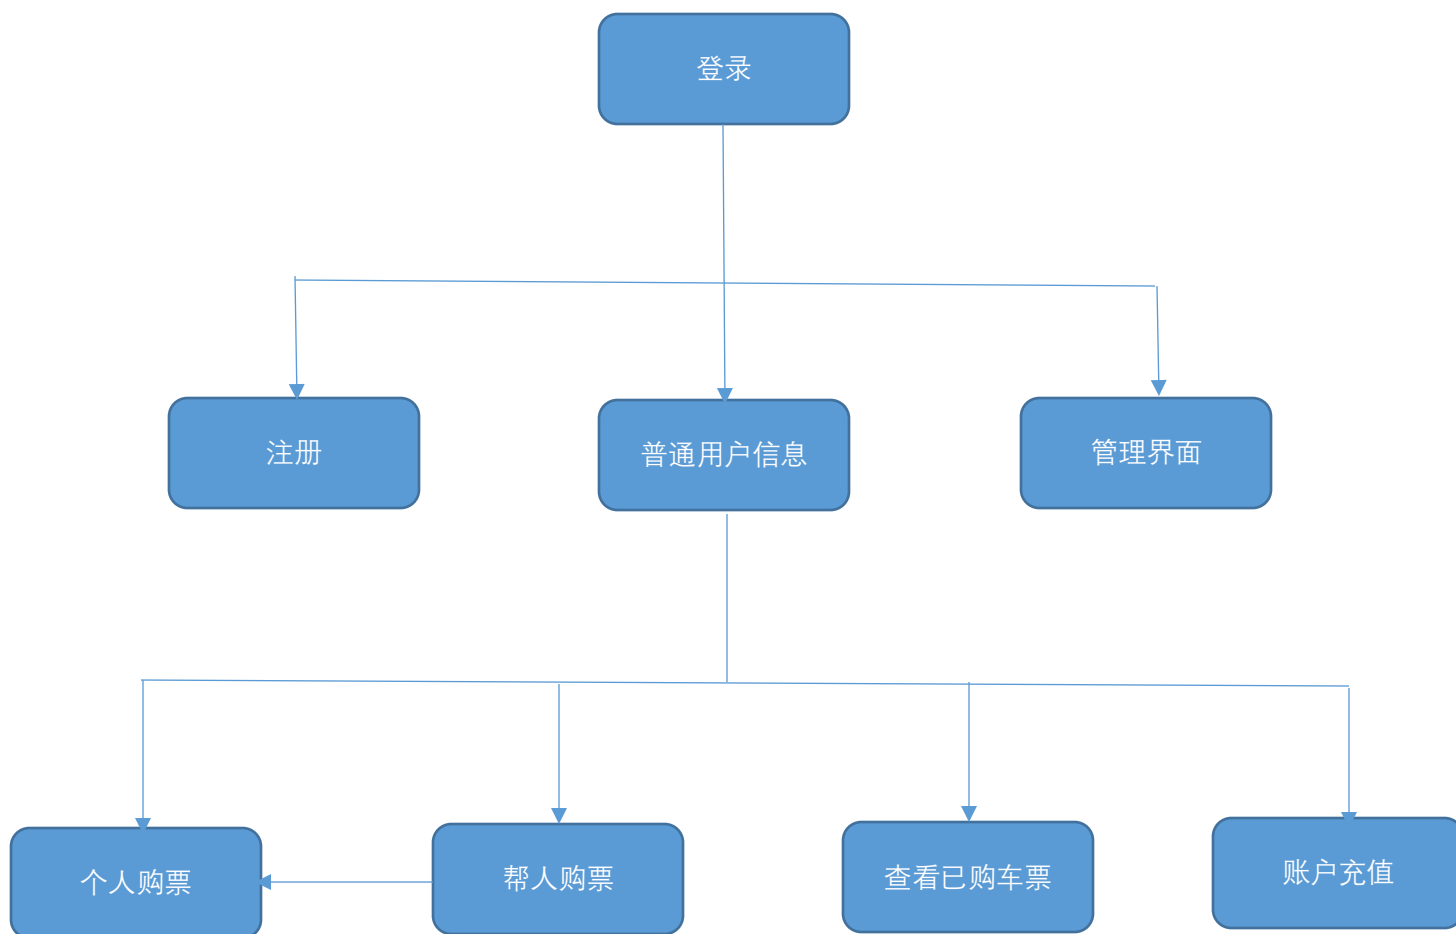 登录
注册
普通用户信息
管理界面
个人购票
帮人购票
查看已购车票
账户充值